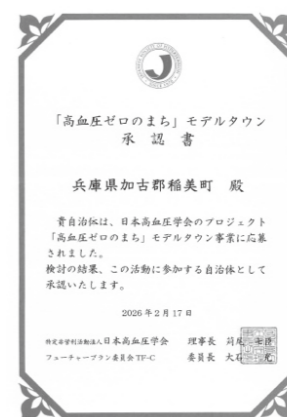 「高血圧ゼロのまち」モデルタウン
承認書
兵庫県加古郡稲美町 殿
貴自治体は、日本高血圧学会のプロジェクト
「高血圧ゼロのまち」モデルタウン事業に応募
されました。
検討の結果、この活動に参加する自治体として
承認いたします。
2026年2月17日
特定非営利活動法人日本高血圧学会 理事長
フューチャープラン委員会TF-C 委員長 大石